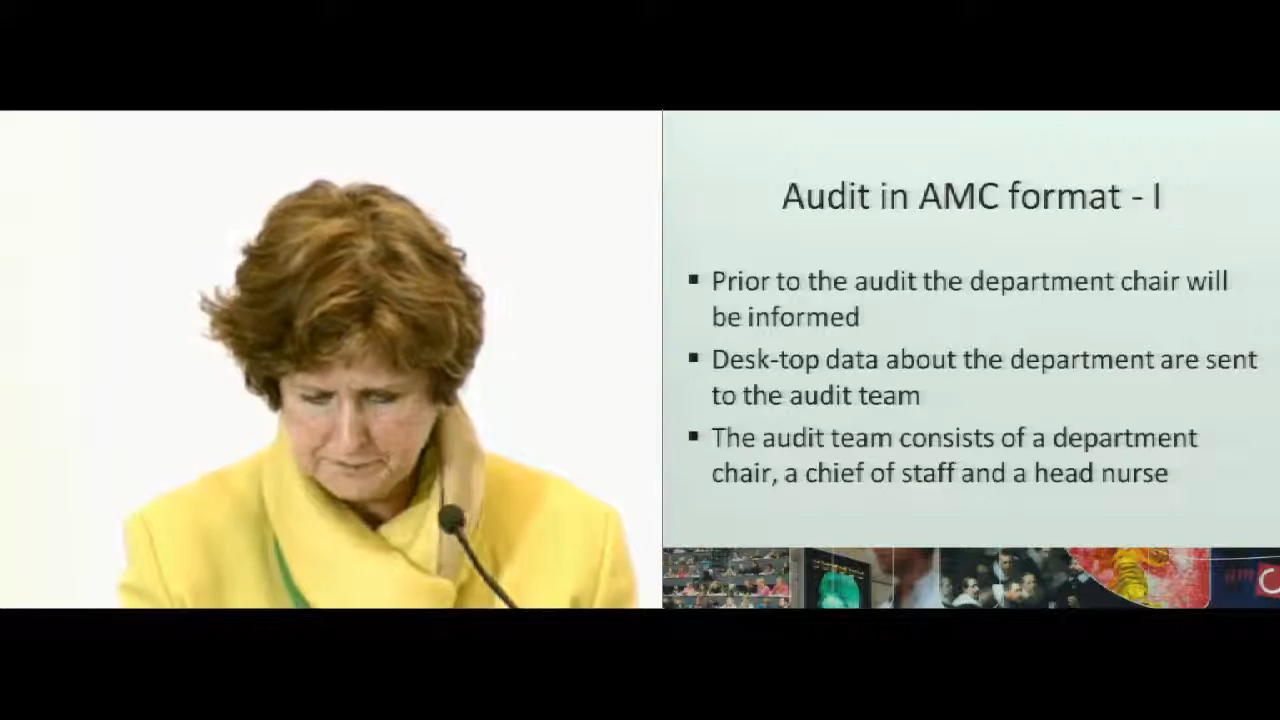 Audit in AMC format - I
▪ Prior to the audit the department chair will
be informed
▪ Desk-top data about the department are sent
to the audit team
▪ The audit team consists of a department
chair, a chief of staff and a head nurse
amc